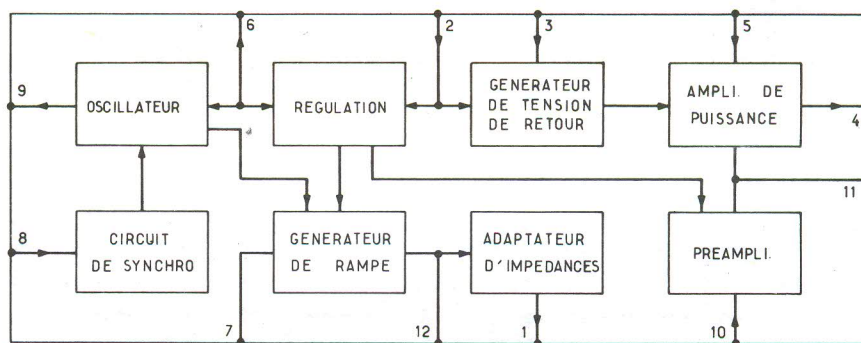 6
2
3
5
9
OSCILLATEUR
REGULATION
GENERATEUR
DE TENSION
DE RETOUR
AMPLI. DE
PUISSANCE
4
11
8
CIRCUIT
DE SYNCHRO
GENERATEUR
DE RAMPE
ADAPTATEUR
D'IMPEDANCES
PREAMPLI.
7
12
1
10